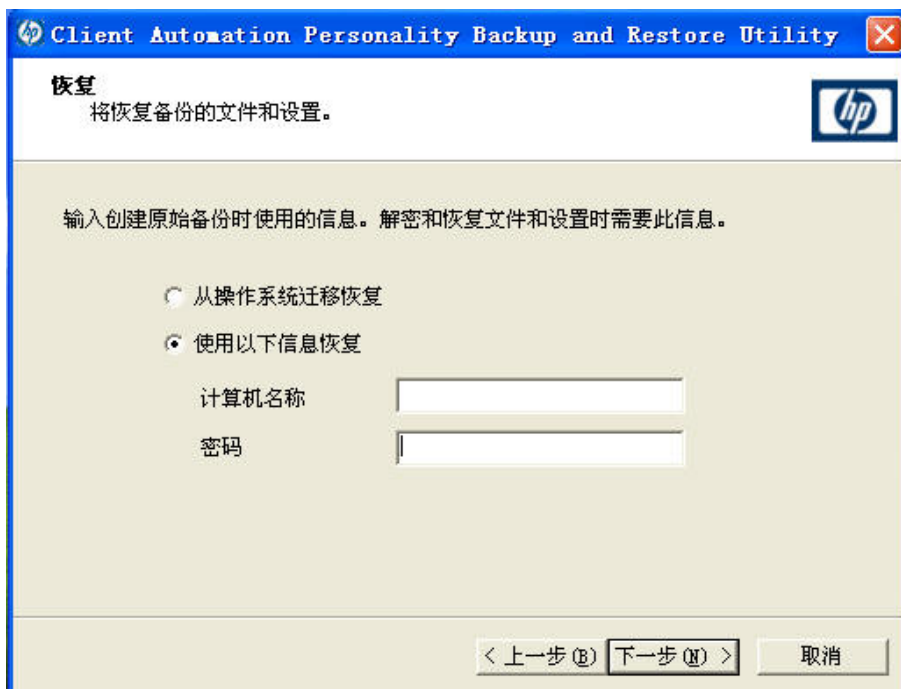 Client Automation Personality Backup and Restore Utility
恢复
将恢复备份的文件和设置。
hp
输入创建原始备份时使用的信息。解密和恢复文件和设置时需要此信息。
从操作系统迁移恢复
使用以下信息恢复
计算机名称
密码
< 上一步(B) 下一步(N) > 取消